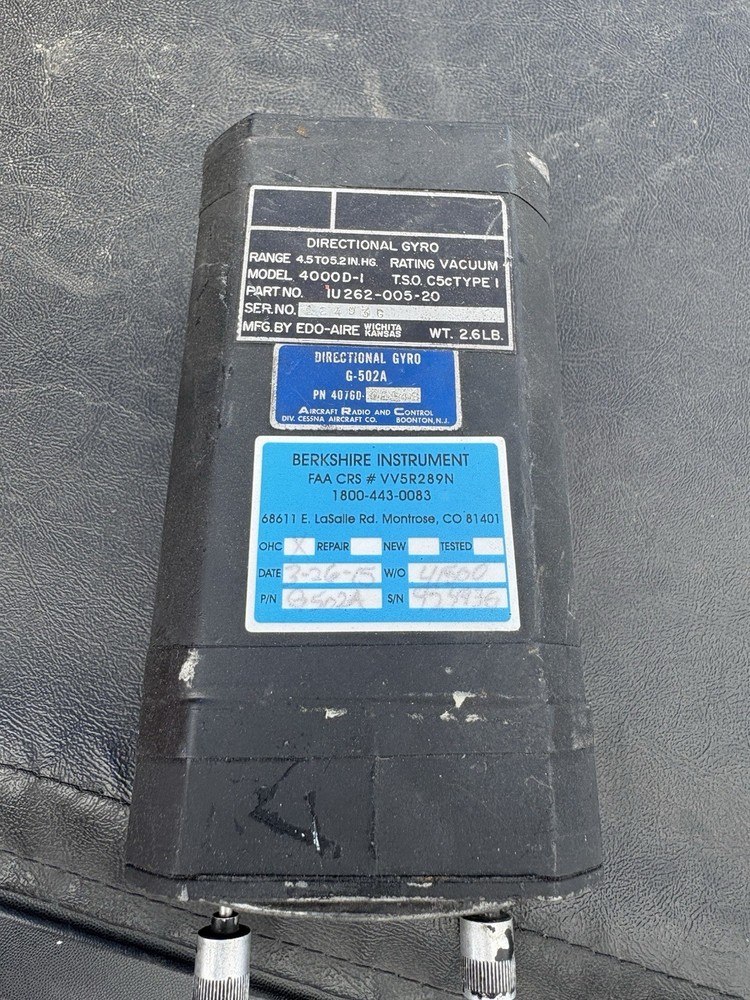 DIRECTIONAL GYRO
RANGE 4.5 TO 5.2 IN.HG. RATING VACUUM
MODEL 4000D-1 T.S.O. C5c TYPE 1
PART NO. 1U262-005-20
SER. NO.
MFG. BY EDO-AIRE WICHITA KANSAS WT. 2.6 LB.
DIRECTIONAL GYRO
G-502A
PN 40760-
AIRCRAFT RADIO AND CONTROL
DIV. CESSNA AIRCRAFT CO. BOONTON, N.J.
BERKSHIRE INSTRUMENT
FAA CRS # VV5R289N
1800-443-0083
68611 E. LaSalle Rd. Montrose, CO 81401
OHC X REPAIR NEW TESTED
DATE 3-26-15 W/O 41500
P/N G502A S/N